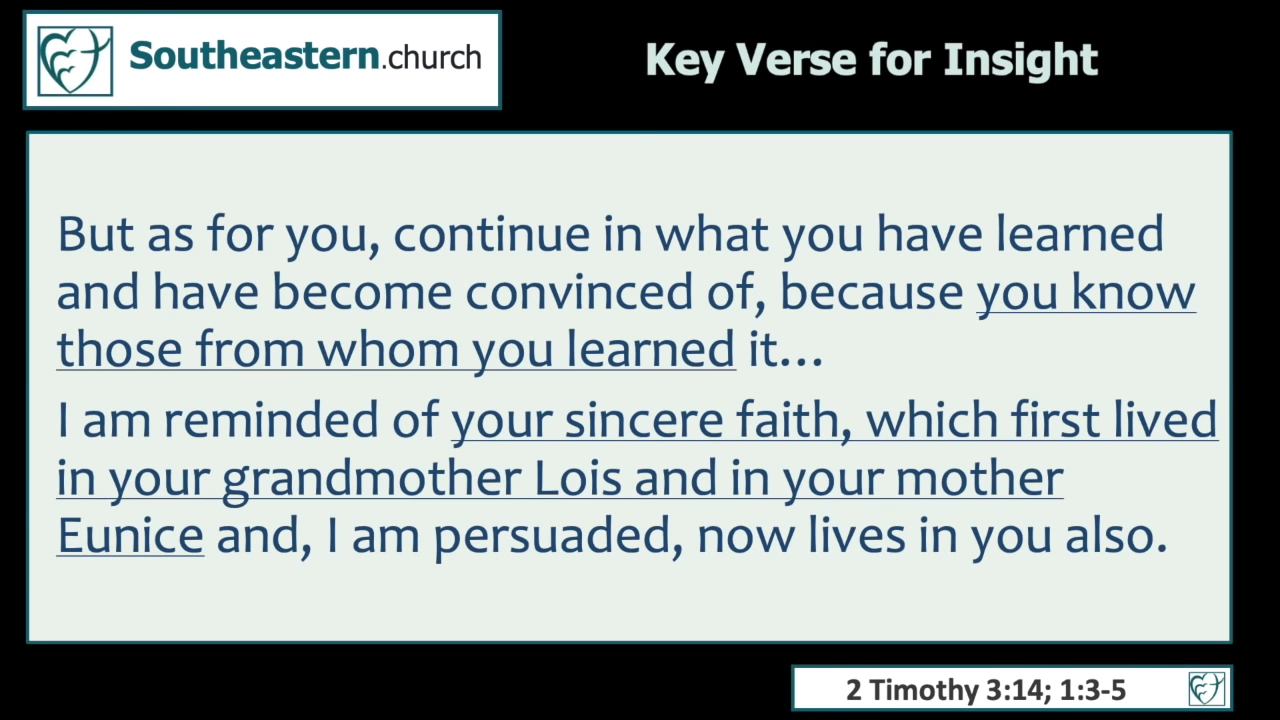 Southeastern.church
Key Verse for Insight
But as for you, continue in what you have learned
and have become convinced of, because you know
those from whom you learned it…
I am reminded of your sincere faith, which first lived
in your grandmother Lois and in your mother
Eunice and, I am persuaded, now lives in you also.
2 Timothy 3:14; 1:3-5